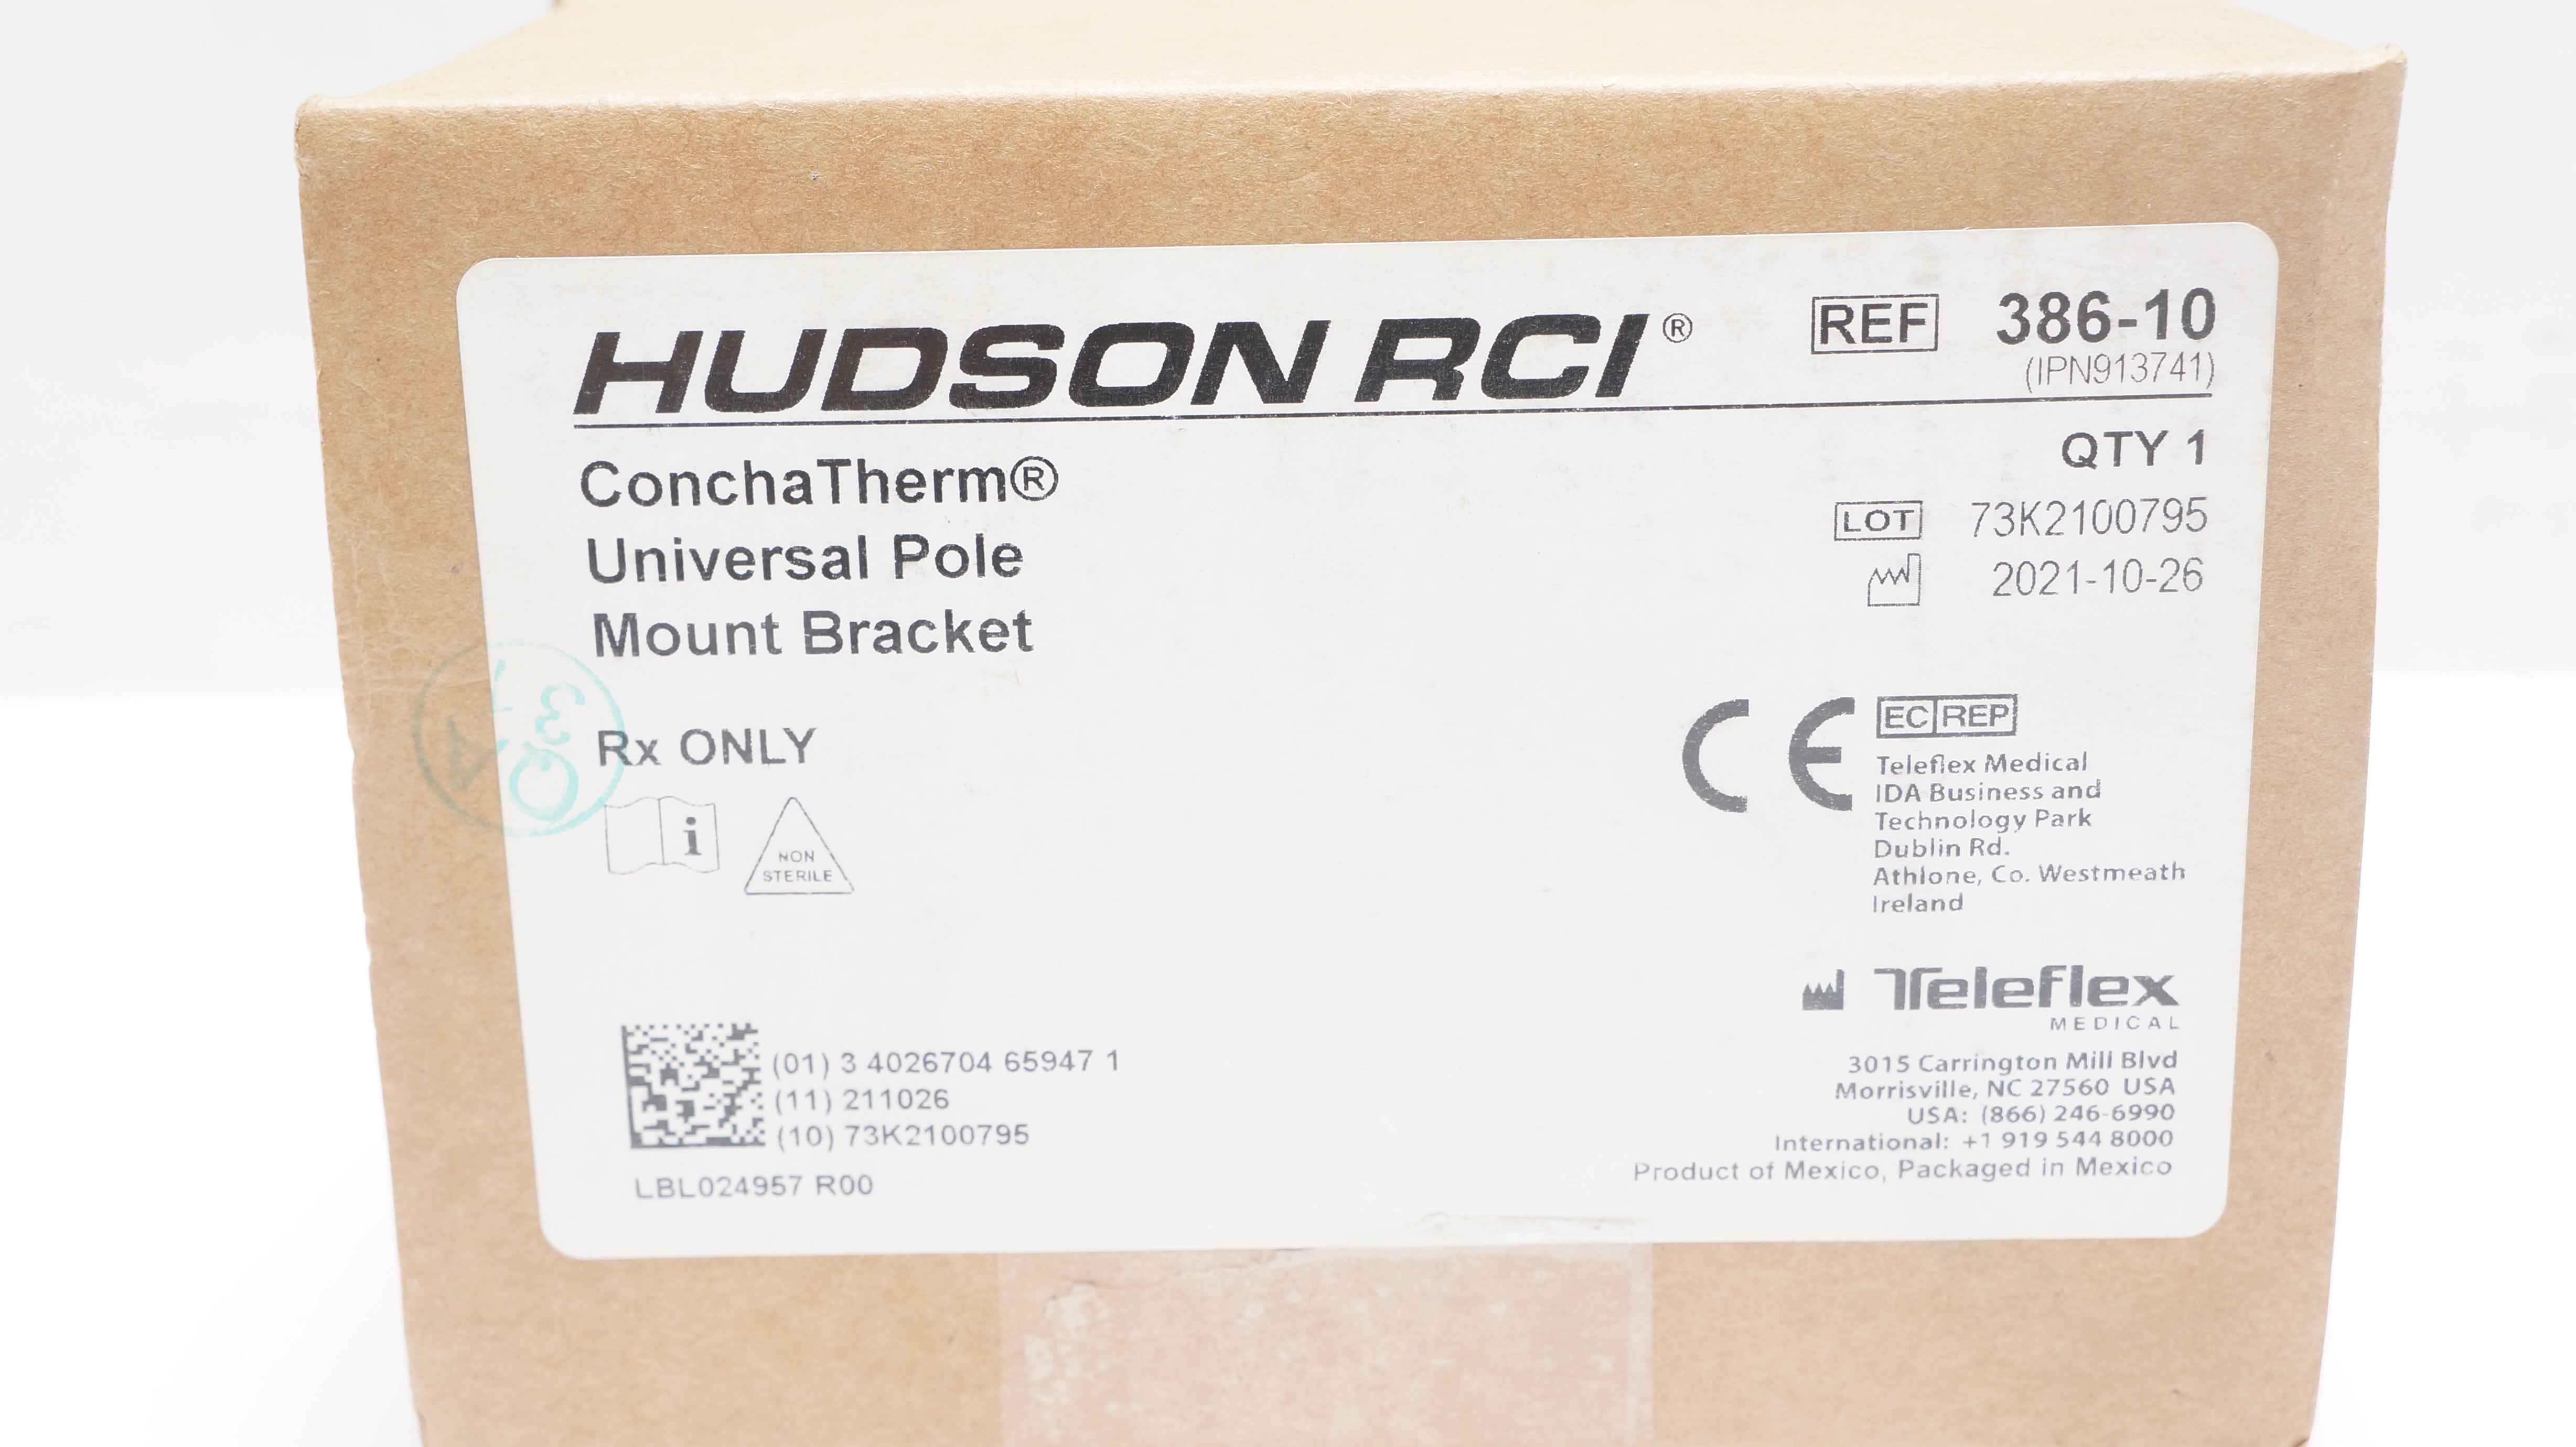 HUDSON RCI®
REF 386-10
(IPN913741)
ConchaTherm®
Universal Pole
Mount Bracket
QTY 1
LOT 73K2100795
2021-10-26
Rx ONLY
i
NON
STERILE
CE
EC REP
Teleflex Medical
IDA Business and
Technology Park
Dublin Rd.
Athlone, Co. Westmeath
Ireland
Teleflex
MEDICAL
3015 Carrington Mill Blvd
Morrisville, NC 27560 USA
USA: (866) 246-6990
International: +1 919 544 8000
Product of Mexico, Packaged in Mexico
(01) 3 4026704 65947 1
(11) 211026
(10) 73K2100795
LBL024957 R00